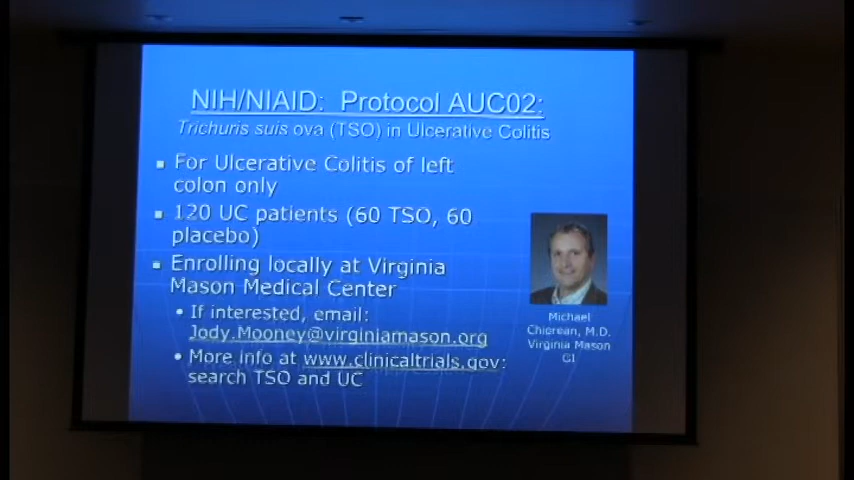 NIH/NIAID: Protocol AUC02:
Trichuris suis ova (TSO) in Ulcerative Colitis
For Ulcerative Colitis of left
colon only
120 UC patients (60 TSO, 60
placebo)
Enrolling locally at Virginia
Mason Medical Center
• If interested, email:
Jody.Mooney@virginiamason.org
• More info at www.clinicaltrials.gov:
search TSO and UC
Michael
Chiorean, M.D.
Virginia Mason
GI